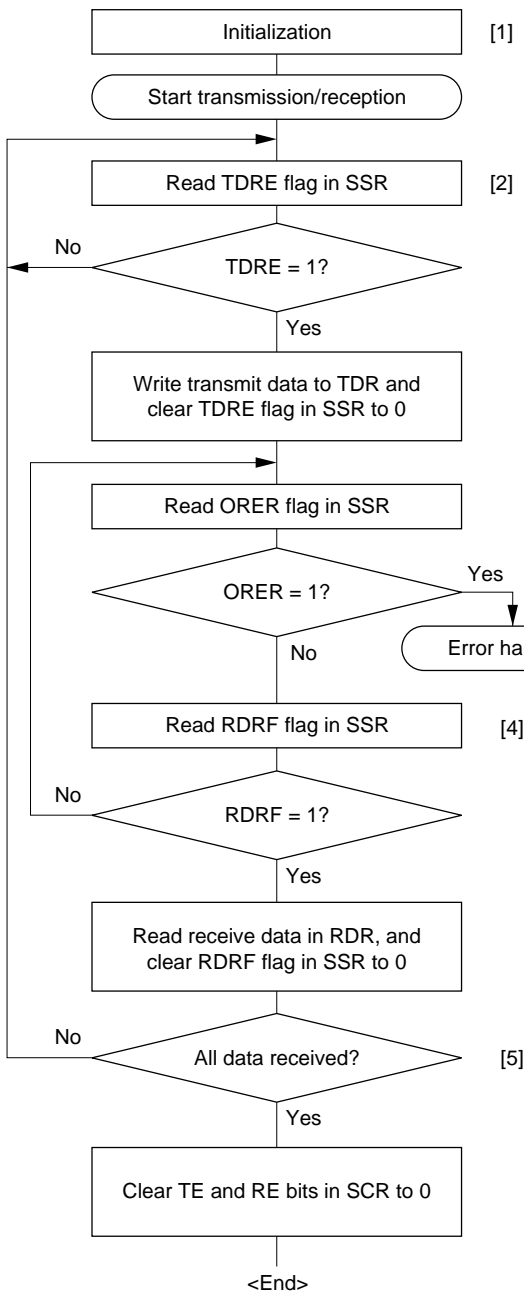 Initialization
[1]
Start transmission/reception
Read TDRE flag in SSR
[2]
No
TDRE = 1?
Yes
Write transmit data to TDR and
clear TDRE flag in SSR to 0
Read ORER flag in SSR
Yes
ORER = 1?
No
Error ha
Read RDRF flag in SSR
[4]
No
RDRF = 1?
Yes
Read receive data in RDR, and
clear RDRF flag in SSR to 0
No
All data received?
[5]
Yes
Clear TE and RE bits in SCR to 0
<End>